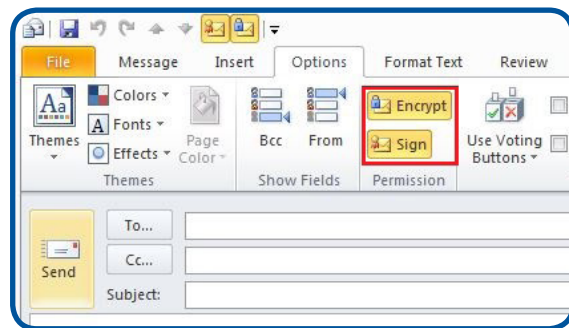 File Message Insert Options Format Text Review
Aa
Themes
Colors
Fonts
Effects
Page Color
Themes
Bcc From
Show Fields
Encrypt
Sign
Permission
Use Voting Buttons
To...
Cc...
Subject:
Send